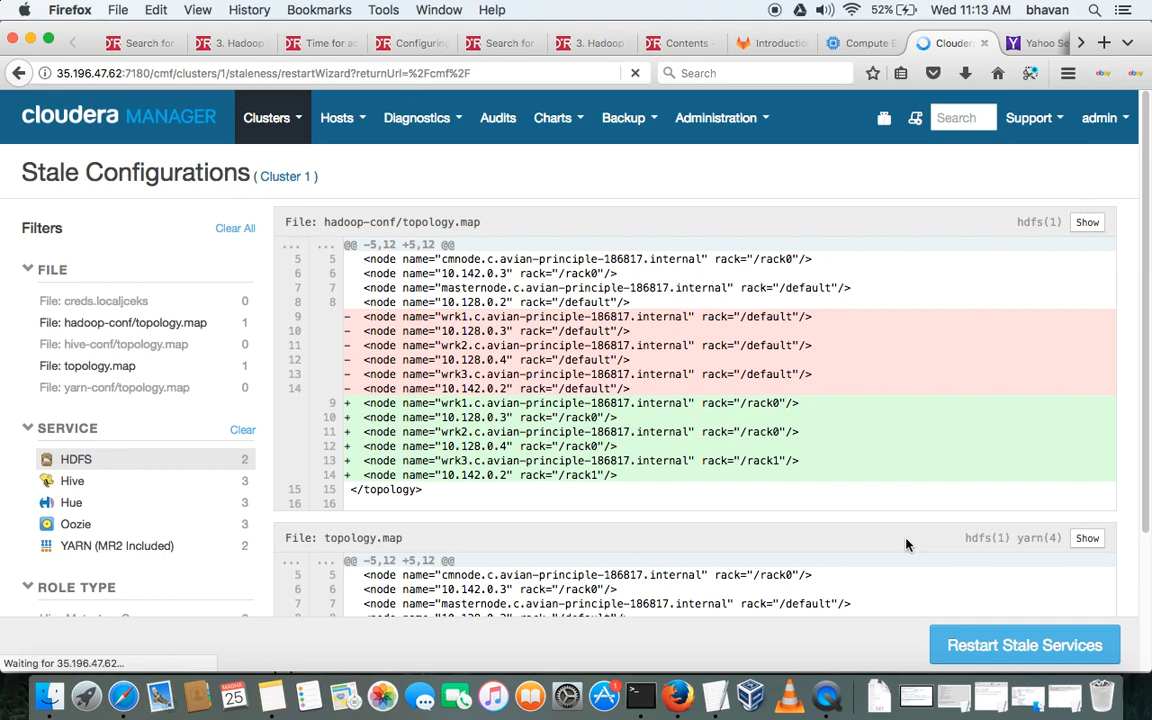 Firefox File Edit View History Bookmarks Tools Window Help 52% Wed 11:13 AM bhavan
Search for 3. Hadoop Time for ac Configuring Search for 3. Hadoop Contents Introductio Compute E Clouder Yahoo Se
35.196.47.62:7180/cmf/clusters/1/staleness/restartWizard?returnUrl=%2Fcmf%2F Search ebay ebay
cloudera MANAGER Clusters Hosts Diagnostics Audits Charts Backup Administration Search Support admin
Stale Configurations ( Cluster 1 )
Filters Clear All
FILE
File: creds.localjceks 0
File: hadoop-conf/topology.map 1
File: hive-conf/topology.map 0
File: topology.map 1
File: yarn-conf/topology.map 0
SERVICE Clear
HDFS 2
Hive 3
Hue 3
Oozie 3
YARN (MR2 Included) 2
ROLE TYPE
File: hadoop-conf/topology.map hdfs(1) Show
... ... @@ -5,12 +5,12 @@
5 5 <node name="cmnode.c.avian-principle-186817.internal" rack="/rack0"/>
6 6 <node name="10.142.0.3" rack="/rack0"/>
7 7 <node name="masternode.c.avian-principle-186817.internal" rack="/default"/>
8 8 <node name="10.128.0.2" rack="/default"/>
9 - <node name="wrk1.c.avian-principle-186817.internal" rack="/default"/>
10 - <node name="10.128.0.3" rack="/default"/>
11 - <node name="wrk2.c.avian-principle-186817.internal" rack="/default"/>
12 - <node name="10.128.0.4" rack="/default"/>
13 - <node name="wrk3.c.avian-principle-186817.internal" rack="/default"/>
14 - <node name="10.142.0.2" rack="/default"/>
9 + <node name="wrk1.c.avian-principle-186817.internal" rack="/rack0"/>
10 + <node name="10.128.0.3" rack="/rack0"/>
11 + <node name="wrk2.c.avian-principle-186817.internal" rack="/rack0"/>
12 + <node name="10.128.0.4" rack="/rack0"/>
13 + <node name="wrk3.c.avian-principle-186817.internal" rack="/rack1"/>
14 + <node name="10.142.0.2" rack="/rack1"/>
15 15 </topology>
16 16
File: topology.map hdfs(1) yarn(4) Show
... ... @@ -5,12 +5,12 @@
5 5 <node name="cmnode.c.avian-principle-186817.internal" rack="/rack0"/>
6 6 <node name="10.142.0.3" rack="/rack0"/>
7 7 <node name="masternode.c.avian-principle-186817.internal" rack="/default"/>
Restart Stale Services
Waiting for 35.196.47.62...
25